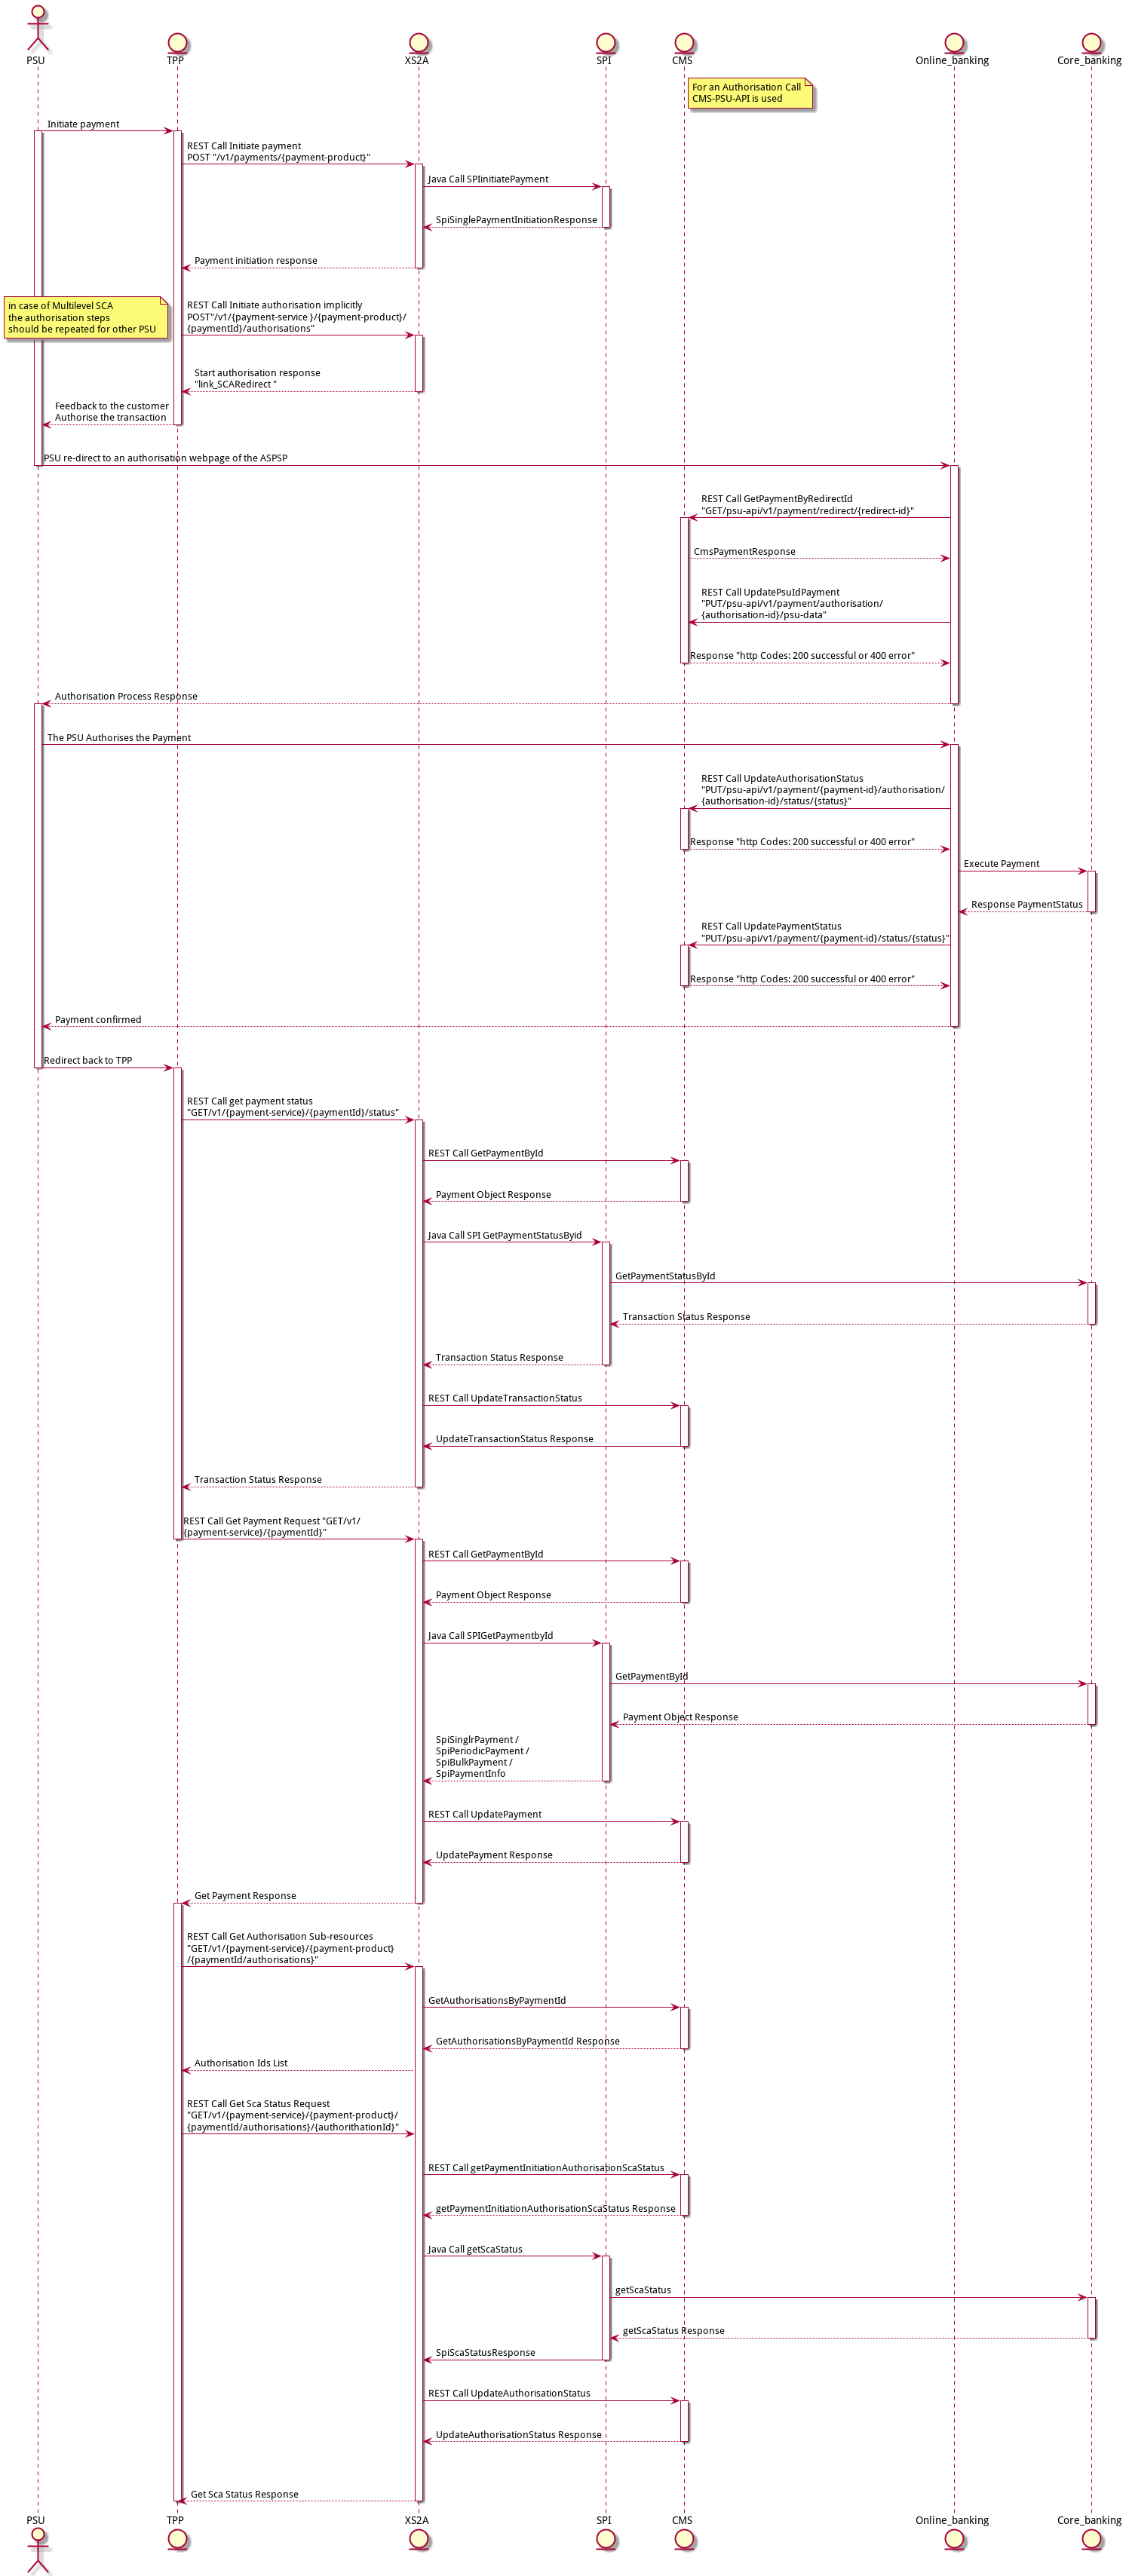 PSU
TPP
XS2A
SPI
CMS
Online_banking
Core_banking
For an Authorisation Call
CMS-PSU-API is used
Initiate payment
REST Call Initiate payment
POST "/v1/payments/{payment-product}"
Java Call SPIinitiatePayment
SpiSinglePaymentInitiationResponse
Payment initiation response
in case of Multilevel SCA
the authorisation steps
should be repeated for other PSU
REST Call Initiate authorisation implicitly
POST"/v1/{payment-service }/{payment-product}/
{paymentId}/authorisations"
Start authorisation response
"link_SCARedirect "
Feedback to the customer
Authorise the transaction
PSU re-direct to an authorisation webpage of the ASPSP
REST Call GetPaymentByRedirectId
"GET/psu-api/v1/payment/redirect/{redirect-id}"
CmsPaymentResponse
REST Call UpdatePsuIdPayment
"PUT/psu-api/v1/payment/authorisation/
{authorisation-id}/psu-data"
Response "http Codes: 200 successful or 400 error"
Authorisation Process Response
The PSU Authorises the Payment
REST Call UpdateAuthorisationStatus
"PUT/psu-api/v1/payment/{payment-id}/authorisation/
{authorisation-id}/status/{status}"
Response "http Codes: 200 successful or 400 error"
Execute Payment
Response PaymentStatus
REST Call UpdatePaymentStatus
"PUT/psu-api/v1/payment/{payment-id}/status/{status}"
Response "http Codes: 200 successful or 400 error"
Payment confirmed
Redirect back to TPP
REST Call get payment status
"GET/v1/{payment-service}/{paymentId}/status"
REST Call GetPaymentById
Payment Object Response
Java Call SPI GetPaymentStatusByid
GetPaymentStatusById
Transaction Status Response
Transaction Status Response
REST Call UpdateTransactionStatus
UpdateTransactionStatus Response
Transaction Status Response
REST Call Get Payment Request "GET/v1/
{payment-service}/{paymentId}"
REST Call GetPaymentById
Payment Object Response
Java Call SPIGetPaymentbyId
GetPaymentById
Payment Object Response
SpiSinglrPayment /
SpiPeriodicPayment /
SpiBulkPayment /
SpiPaymentInfo
REST Call UpdatePayment
UpdatePayment Response
Get Payment Response
REST Call Get Authorisation Sub-resources
"GET/v1/{payment-service}/{payment-product}
/{paymentId/authorisations}"
GetAuthorisationsByPaymentId
GetAuthorisationsByPaymentId Response
Authorisation Ids List
REST Call Get Sca Status Request
"GET/v1/{payment-service}/{payment-product}/
{paymentId/authorisations}/{authorithationId}"
REST Call getPaymentInitiationAuthorisationScaStatus
getPaymentInitiationAuthorisationScaStatus Response
Java Call getScaStatus
getScaStatus
getScaStatus Response
SpiScaStatusResponse
REST Call UpdateAuthorisationStatus
UpdateAuthorisationStatus Response
Get Sca Status Response
PSU
TPP
XS2A
SPI
CMS
Online_banking
Core_banking